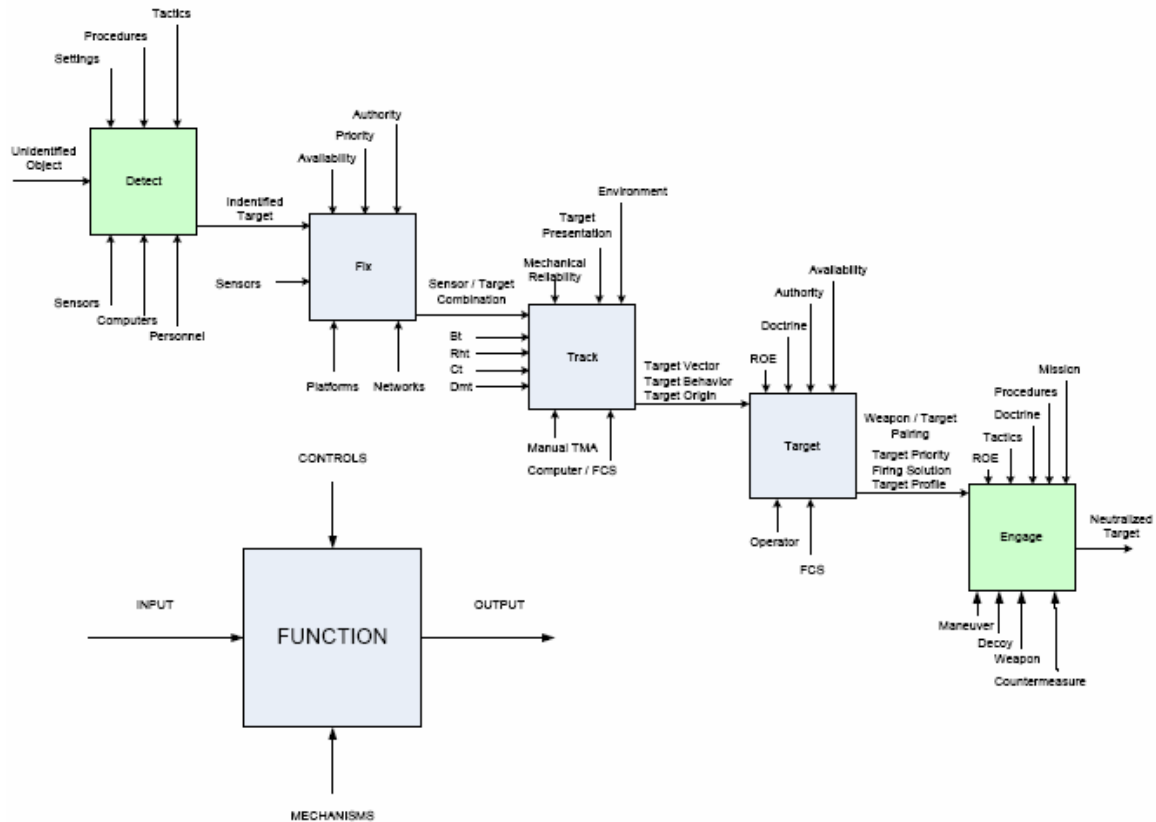 Tactics
Procedures
Settings
Unidentified
Object
Detect
Sensors
Computers
Personnel
Indentified
Target
Authority
Priority
Availability
Sensors
Fix
Platforms
Networks
Sensor / Target
Combination
Environment
Target
Presentation
Mechanical
Reliability
Bt
Rht
Ct
Dmt
Track
Manual TMA
Computer / FCS
Target Vector
Target Behavior
Target Origin
Availability
Authority
Doctrine
ROE
Target
Operator
FCS
Weapon / Target
Pairing
Target Priority
Firing Solution
Target Profile
Mission
Procedures
Doctrine
Tactics
ROE
Engage
Neutralized
Target
Maneuver
Decoy
Weapon
Countermeasure
CONTROLS
INPUT
FUNCTION
OUTPUT
MECHANISMS